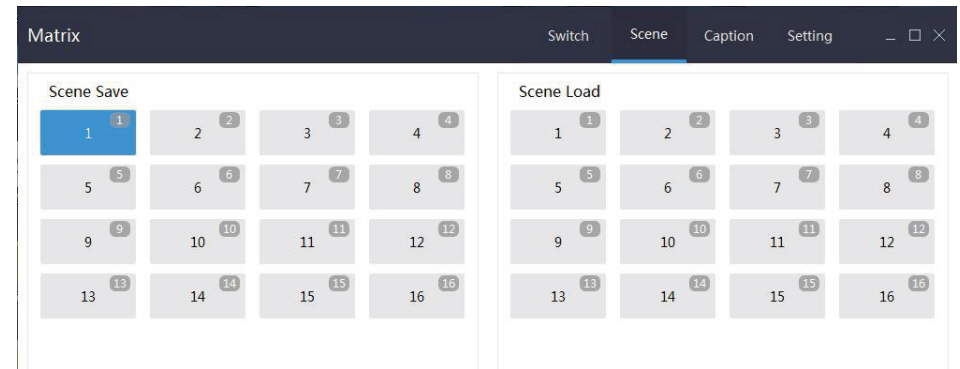 Matrix Switch Scene Caption Setting
Scene Save
1 1 2 2 3 3 4 4
5 5 6 6 7 7 8 8
9 9 10 10 11 11 12 12
13 13 14 14 15 15 16 16
Scene Load
1 1 2 2 3 3 4 4
5 5 6 6 7 7 8 8
9 9 10 10 11 11 12 12
13 13 14 14 15 15 16 16